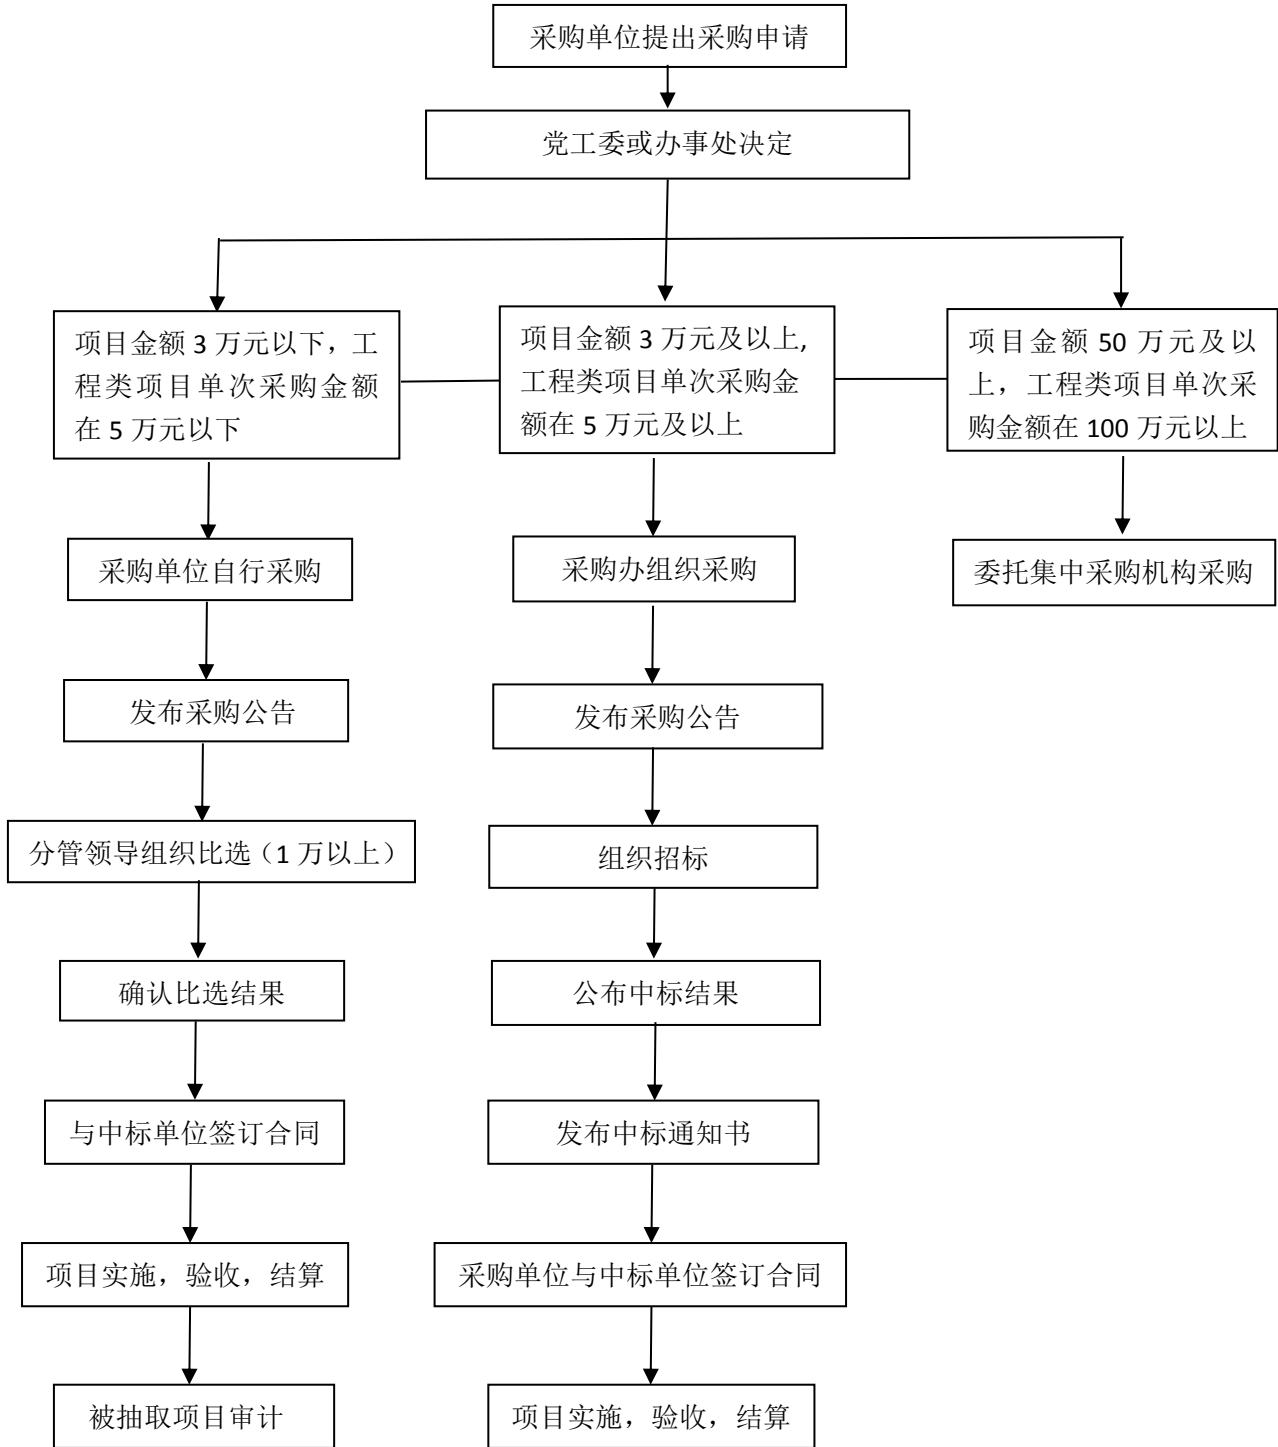 采购单位提出采购申请
党工委或办事处决定
项目金额 3 万元以下，工
程类项目单次采购金额
在 5 万元以下
项目金额 3 万元及以上,
工程类项目单次采购金
额在 5 万元及以上
项目金额 50 万元及以
上，工程类项目单次采
购金额在 100 万元以上
采购单位自行采购
采购办组织采购
委托集中采购机构采购
发布采购公告
发布采购公告
分管领导组织比选（1 万以上）
组织招标
确认比选结果
公布中标结果
与中标单位签订合同
发布中标通知书
项目实施，验收，结算
采购单位与中标单位签订合同
被抽取项目审计
项目实施，验收，结算